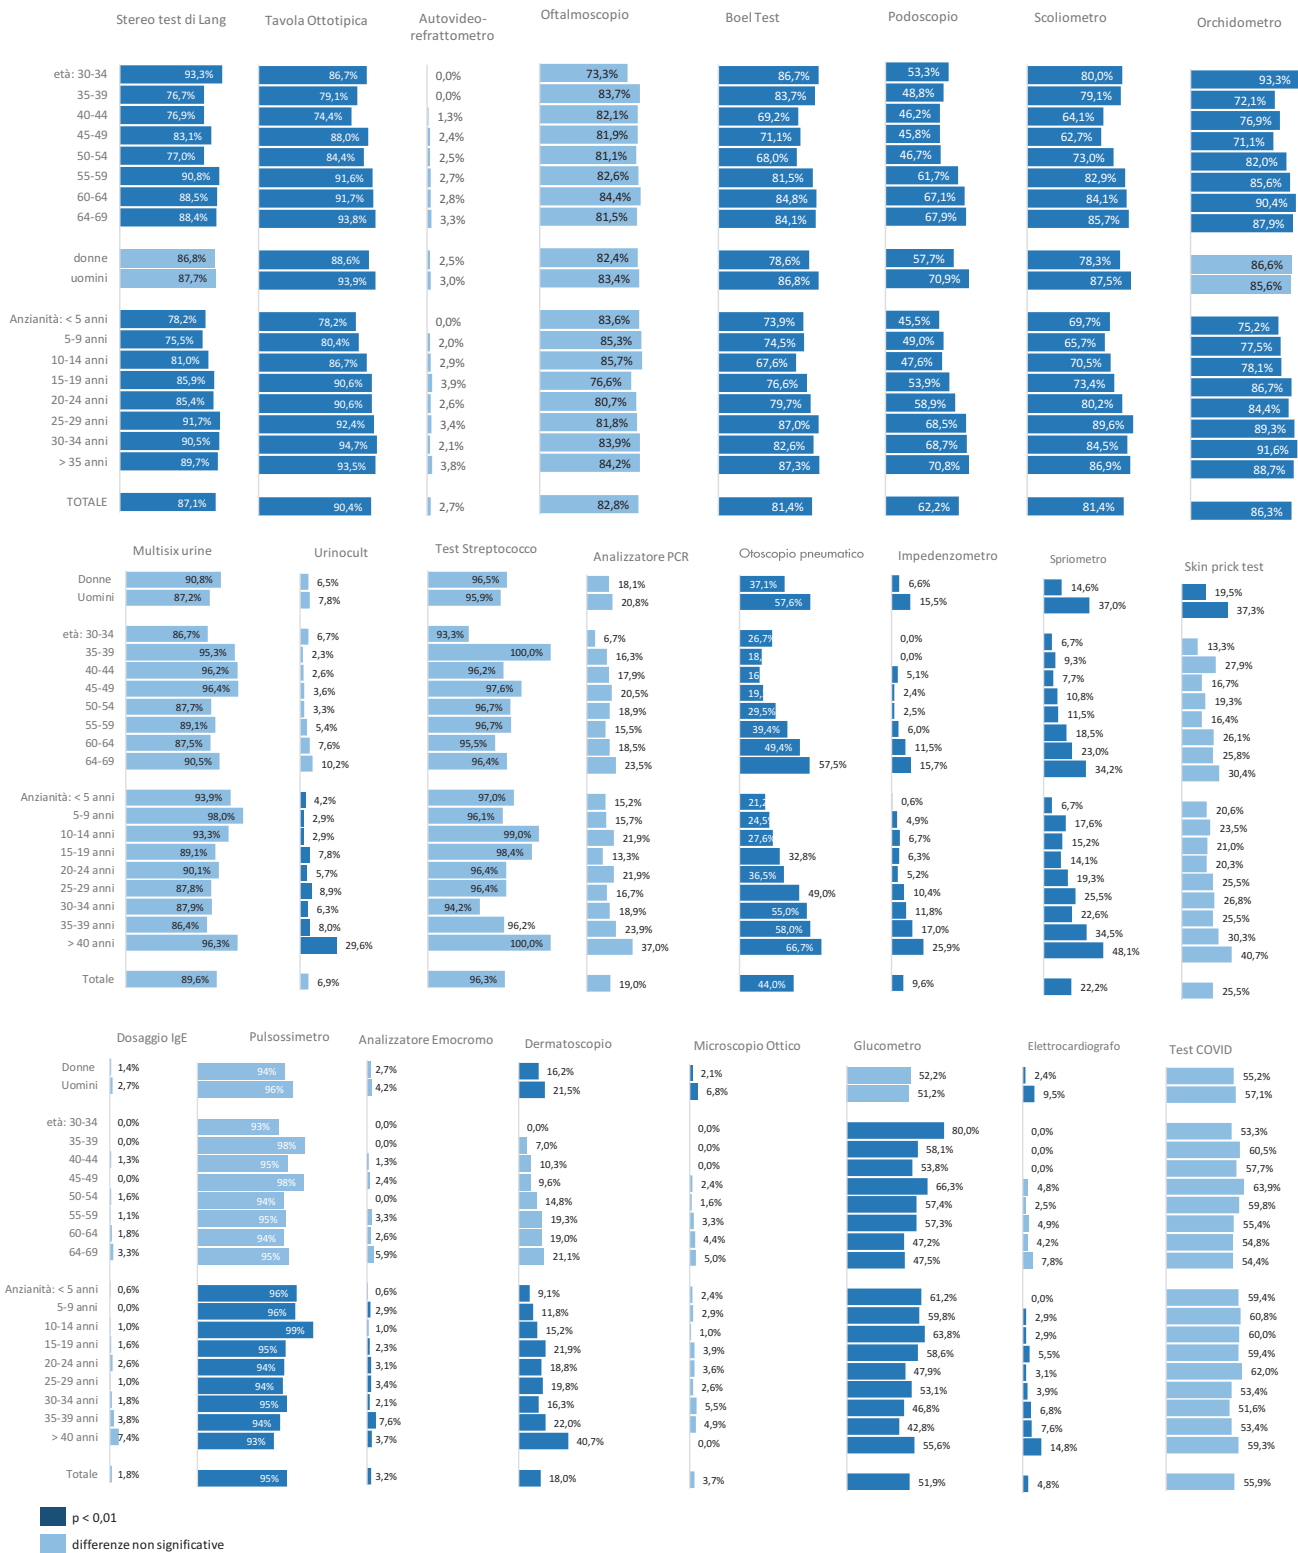 Stereo test di Lang Tavola Ottotipica Autovideo-refrattometro Oftalmoscopio Boel Test Podoscopio Scoliometro Orchidometro
età: 30-34 93,3% 86,7% 0,0% 73,3% 86,7% 53,3% 80,0% 93,3%
35-39 76,7% 79,1% 0,0% 83,7% 83,7% 48,8% 79,1% 72,1%
40-44 76,9% 74,4% 1,3% 82,1% 69,2% 46,2% 64,1% 76,9%
45-49 83,1% 88,0% 2,4% 81,9% 71,1% 45,8% 62,7% 71,1%
50-54 77,0% 84,4% 2,5% 81,1% 68,0% 46,7% 73,0% 82,0%
55-59 90,8% 91,6% 2,7% 82,6% 81,5% 61,7% 82,9% 85,6%
60-64 88,5% 91,7% 2,8% 84,4% 84,8% 67,1% 84,1% 90,4%
64-69 88,4% 93,8% 3,3% 81,5% 84,1% 67,9% 85,7% 87,9%
donne 86,8% 88,6% 2,5% 82,4% 78,6% 57,7% 78,3% 86,6%
uomini 87,7% 93,9% 3,0% 83,4% 86,8% 70,9% 87,5% 85,6%
Anzianità: < 5 anni 78,2% 78,2% 0,0% 83,6% 73,9% 45,5% 69,7% 75,2%
5-9 anni 75,5% 80,4% 2,0% 85,3% 74,5% 49,0% 65,7% 77,5%
10-14 anni 81,0% 86,7% 2,9% 85,7% 67,6% 47,6% 70,5% 78,1%
15-19 anni 85,9% 90,6% 3,9% 76,6% 76,6% 53,9% 73,4% 86,7%
20-24 anni 85,4% 90,6% 2,6% 80,7% 79,7% 58,9% 80,2% 84,4%
25-29 anni 91,7% 92,4% 3,4% 81,8% 87,0% 68,5% 89,6% 89,3%
30-34 anni 90,5% 94,7% 2,1% 83,9% 82,6% 68,7% 84,5% 91,6%
> 35 anni 89,7% 93,5% 3,8% 84,2% 87,3% 70,8% 86,9% 88,7%
TOTALE 87,1% 90,4% 2,7% 82,8% 81,4% 62,2% 81,4% 86,3%
Multisix urine Urinocult Test Streptococco Analizzatore PCR Otoscopio pneumatico Impedenzometro Spriometro Skin prick test
Donne 90,8% 6,5% 96,5% 18,1% 37,1% 6,6% 14,6% 19,5%
Uomini 87,2% 7,8% 95,9% 20,8% 57,6% 15,5% 37,0% 37,3%
età: 30-34 86,7% 6,7% 93,3% 6,7% 26,7% 0,0% 6,7% 13,3%
35-39 95,3% 2,3% 100,0% 16,3% 18, 0,0% 9,3% 27,9%
40-44 96,2% 2,6% 96,2% 17,9% 16 5,1% 7,7% 16,7%
45-49 96,4% 3,6% 97,6% 20,5% 19, 2,4% 10,8% 19,3%
50-54 87,7% 3,3% 96,7% 18,9% 29,5% 2,5% 11,5% 16,4%
55-59 89,1% 5,4% 96,7% 15,5% 39,4% 6,0% 18,5% 26,1%
60-64 87,5% 7,6% 95,5% 18,5% 49,4% 11,5% 23,0% 25,8%
64-69 90,5% 10,2% 96,4% 23,5% 57,5% 15,7% 34,2% 30,4%
Anzianità: < 5 anni 93,9% 4,2% 97,0% 15,2% 21,2 0,6% 6,7% 20,6%
5-9 anni 98,0% 2,9% 96,1% 15,7% 24,5% 4,9% 17,6% 23,5%
10-14 anni 93,3% 2,9% 99,0% 21,9% 27,6% 6,7% 15,2% 21,0%
15-19 anni 89,1% 7,8% 98,4% 13,3% 32,8% 6,3% 14,1% 20,3%
20-24 anni 90,1% 5,7% 96,4% 21,9% 36,5% 5,2% 19,3% 25,5%
25-29 anni 87,8% 8,9% 96,4% 16,7% 49,0% 10,4% 25,5% 26,8%
30-34 anni 87,9% 6,3% 94,2% 18,9% 55,0% 11,8% 22,6% 25,5%
35-39 anni 86,4% 8,0% 96,2% 23,9% 58,0% 17,0% 34,5% 30,3%
> 40 anni 96,3% 29,6% 100,0% 37,0% 66,7% 25,9% 48,1% 40,7%
Totale 89,6% 6,9% 96,3% 19,0% 44,0% 9,6% 22,2% 25,5%
Dosaggio IgE Pulsossimetro Analizzatore Emocromo Dermatoscopio Microscopio Ottico Glucometro Elettrocardiografo Test COVID
Donne 1,4% 94% 2,7% 16,2% 2,1% 52,2% 2,4% 55,2%
Uomini 2,7% 96% 4,2% 21,5% 6,8% 51,2% 9,5% 57,1%
età: 30-34 0,0% 93% 0,0% 0,0% 0,0% 80,0% 0,0% 53,3%
35-39 0,0% 98% 0,0% 7,0% 0,0% 58,1% 0,0% 60,5%
40-44 1,3% 95% 1,3% 10,3% 0,0% 53,8% 0,0% 57,7%
45-49 0,0% 98% 2,4% 9,6% 2,4% 66,3% 4,8% 63,9%
50-54 1,6% 94% 0,0% 14,8% 1,6% 57,4% 2,5% 59,8%
55-59 1,1% 95% 3,3% 19,3% 3,3% 57,3% 4,9% 55,4%
60-64 1,8% 94% 2,6% 19,0% 4,4% 47,2% 4,2% 54,8%
64-69 3,3% 95% 5,9% 21,1% 5,0% 47,5% 7,8% 54,4%
Anzianità: < 5 anni 0,6% 96% 0,6% 9,1% 2,4% 61,2% 0,0% 59,4%
5-9 anni 0,0% 96% 2,9% 11,8% 2,9% 59,8% 2,9% 60,8%
10-14 anni 1,0% 99% 1,0% 15,2% 1,0% 63,8% 2,9% 60,0%
15-19 anni 1,6% 95% 2,3% 21,9% 3,9% 58,6% 5,5% 59,4%
20-24 anni 2,6% 94% 3,1% 18,8% 3,6% 47,9% 3,1% 62,0%
25-29 anni 1,0% 94% 3,4% 19,8% 2,6% 53,1% 3,9% 53,4%
30-34 anni 1,8% 95% 2,1% 16,3% 5,5% 46,8% 6,8% 51,6%
35-39 anni 3,8% 94% 7,6% 22,0% 4,9% 42,8% 7,6% 53,4%
> 40 anni 7,4% 93% 3,7% 40,7% 0,0% 55,6% 14,8% 59,3%
Totale 1,8% 95% 3,2% 18,0% 3,7% 51,9% 4,8% 55,9%
p < 0,01
differenze non significative